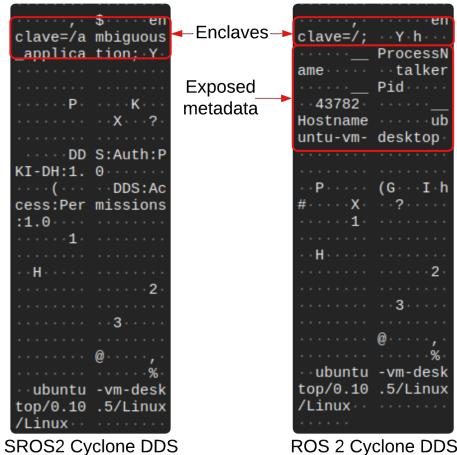 , $ en
clave=/a mbiguous
_applica tion; Y
P K
X ?
DD S:Auth:P
KI-DH:1. 0
( DDS:Ac
cess:Per missions
:1.0
1
H
2
3
@ ,
%
ubuntu -vm-desk
top/0.10 .5/Linux
/Linux
SROS2 Cyclone DDS
Enclaves
Exposed
metadata
, en
clave=/; Y h
__ ProcessN
ame talker
__ Pid
43782 __
Hostname ub
untu-vm- desktop
P (G I h
# X ?
1
H
2
3
@ ,
%
ubuntu -vm-desk
top/0.10 .5/Linux
/Linux
ROS 2 Cyclone DDS